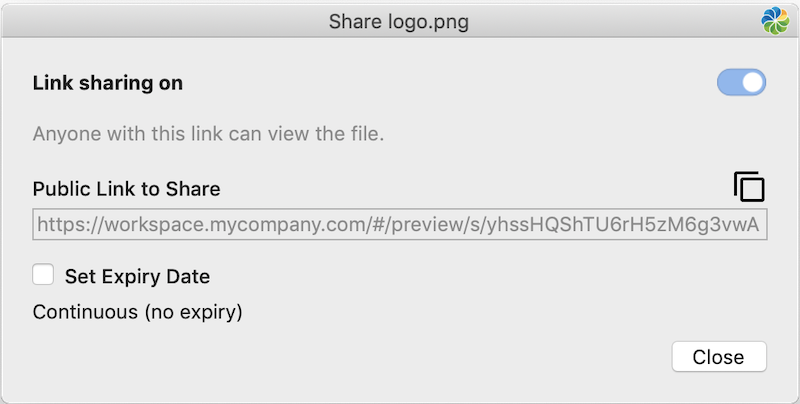 Share logo.png
Link sharing on
Anyone with this link can view the file.
Public Link to Share
https://workspace.mycompany.com/#/preview/s/yhssHQShTU6rH5zM6g3vwA
Set Expiry Date
Continuous (no expiry)
Close